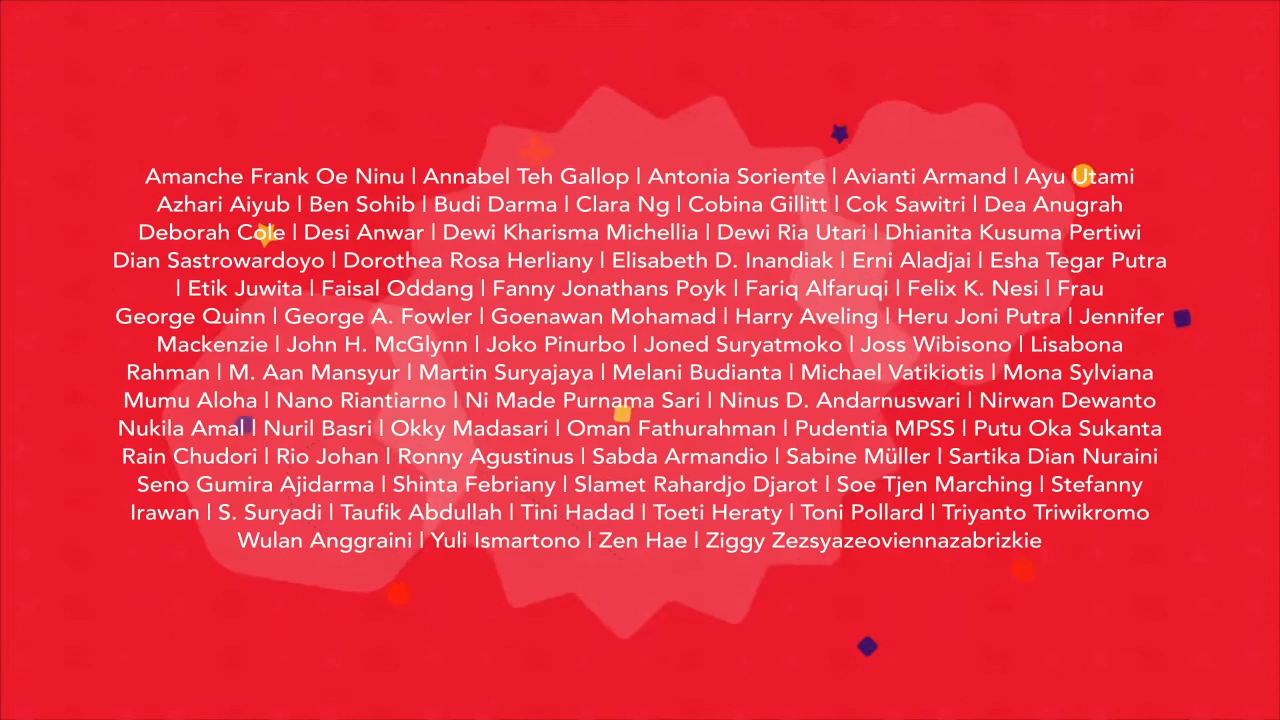 Amanche Frank Oe Ninu | Annabel Teh Gallop | Antonia Soriente | Avianti Armand | Ayu Utami
Azhari Aiyub | Ben Sohib | Budi Darma | Clara Ng | Cobina Gillitt | Cok Sawitri | Dea Anugrah
Deborah Cole | Desi Anwar | Dewi Kharisma Michellia | Dewi Ria Utari | Dhianita Kusuma Pertiwi
Dian Sastrowardoyo | Dorothea Rosa Herliany | Elisabeth D. Inandiak | Erni Aladjai | Esha Tegar Putra
| Etik Juwita | Faisal Oddang | Fanny Jonathans Poyk | Fariq Alfaruqi | Felix K. Nesi | Frau
George Quinn | George A. Fowler | Goenawan Mohamad | Harry Aveling | Heru Joni Putra | Jennifer
Mackenzie | John H. McGlynn | Joko Pinurbo | Joned Suryatmoko | Joss Wibisono | Lisabona
Rahman | M. Aan Mansyur | Martin Suryajaya | Melani Budianta | Michael Vatikiotis | Mona Sylviana
Mumu Aloha | Nano Riantiarno | Ni Made Purnama Sari | Ninus D. Andarnuswari | Nirwan Dewanto
Nukila Amal | Nuril Basri | Okky Madasari | Oman Fathurahman | Pudentia MPSS | Putu Oka Sukanta
Rain Chudori | Rio Johan | Ronny Agustinus | Sabda Armandio | Sabine Müller | Sartika Dian Nuraini
Seno Gumira Ajidarma | Shinta Febriany | Slamet Rahardjo Djarot | Soe Tjen Marching | Stefanny
Irawan | S. Suryadi | Taufik Abdullah | Tini Hadad | Toeti Heraty | Toni Pollard | Triyanto Triwikromo
Wulan Anggraini | Yuli Ismartono | Zen Hae | Ziggy Zezsyazeoviennazabrizkie